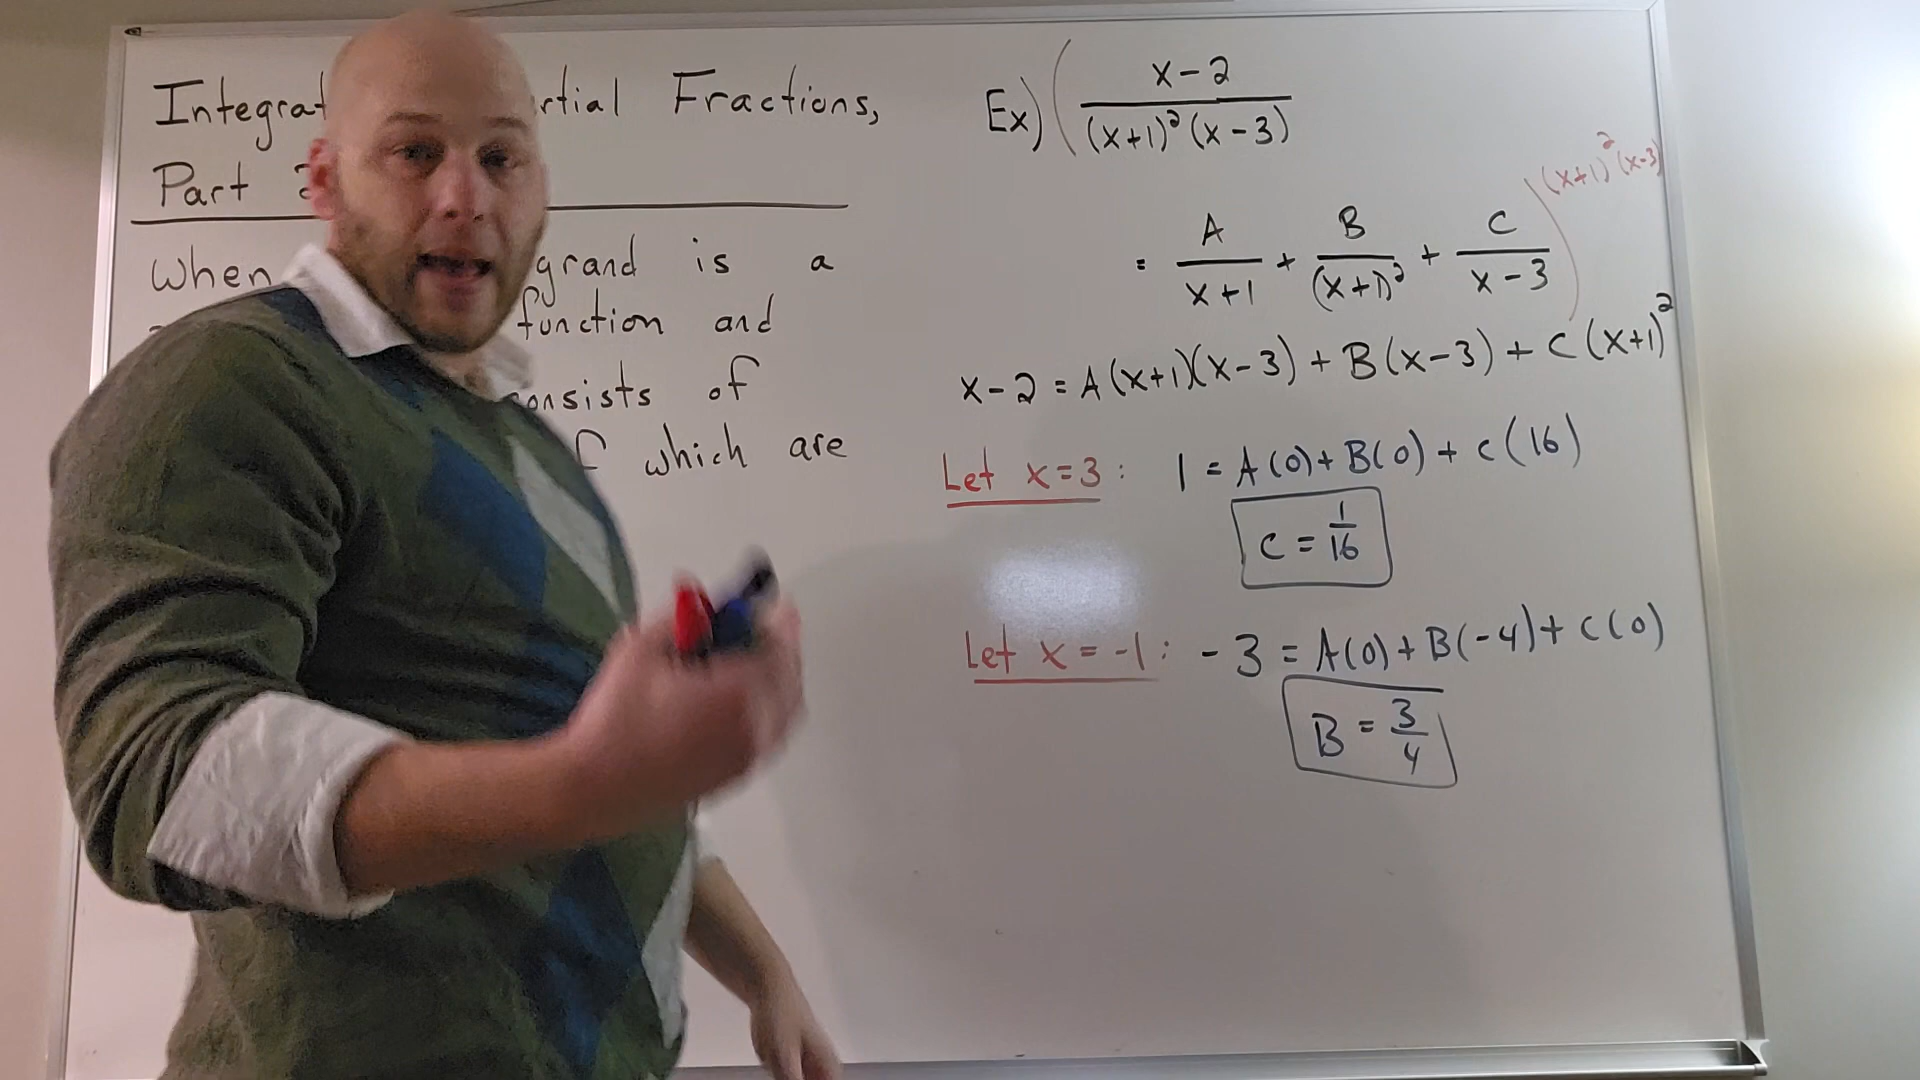 Integrat rtial Fractions,
Part
When grand is a
function and
onsists of
f which are
Ex) ( x-2 / (x+1)² (x-3)
= A / x+1 + B / (x+1)² + C / x-3 ) (x+1)² (x-3)
x-2 = A(x+1)(x-3) + B(x-3) + C(x+1)²
Let x=3: 1 = A(0)+B(0)+C(16)
C = 1/16
Let x=-1: -3 = A(0)+B(-4)+C(0)
B = 3/4